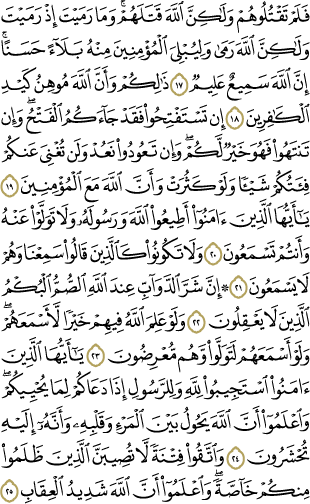 فَلَمْ تَقْتُلُوهُمْ وَلَٰكِنَّ ٱللَّهَ قَتَلَهُمْ ۚ وَمَا رَمَيْتَ إِذْ رَمَيْتَ
وَلَٰكِنَّ ٱللَّهَ رَمَىٰ ۚ وَلِيُبْلِىَ ٱلْمُؤْمِنِينَ مِنْهُ بَلَآءً حَسَنًا ۚ
إِنَّ ٱللَّهَ سَمِيعٌ عَلِيمٌ ١٧ ذَٰلِكُمْ وَأَنَّ ٱللَّهَ مُوهِنُ كَيْدِ
ٱلْكَٰفِرِينَ ١٨ إِن تَسْتَفْتِحُوا۟ فَقَدْ جَآءَكُمُ ٱلْفَتْحُ ۖ وَإِن
تَنتَهُوا۟ فَهُوَ خَيْرٌ لَّكُمْ ۖ وَإِن تَعُودُوا۟ نَعُدْ وَلَن تُغْنِىَ عَنكُمْ
فِئَتُكُمْ شَيْـًٔا وَلَوْ كَثُرَتْ وَأَنَّ ٱللَّهَ مَعَ ٱلْمُؤْمِنِينَ ١٩
يَٰٓأَيُّهَا ٱلَّذِينَ ءَامَنُوٓا۟ أَطِيعُوا۟ ٱللَّهَ وَرَسُولَهُۥ وَلَا تَوَلَّوْا۟ عَنْهُ
وَأَنتُمْ تَسْمَعُونَ ٢٠ وَلَا تَكُونُوا۟ كَٱلَّذِينَ قَالُوا۟ سَمِعْنَا وَهُمْ
لَا يَسْمَعُونَ ٢١ ۞ إِنَّ شَرَّ ٱلدَّوَآبِّ عِندَ ٱللَّهِ ٱلصُّمُّ ٱلْبُكْمُ
ٱلَّذِينَ لَا يَعْقِلُونَ ٢٢ وَلَوْ عَلِمَ ٱللَّهُ فِيهِمْ خَيْرًا لَّأَسْمَعَهُمْ ۖ
وَلَوْ أَسْمَعَهُمْ لَتَوَلَّوا۟ وَّهُم مُّعْرِضُونَ ٢٣ يَٰٓأَيُّهَا ٱلَّذِينَ
ءَامَنُوا۟ ٱسْتَجِيبُوا۟ لِلَّهِ وَلِلرَّسُولِ إِذَا دَعَاكُمْ لِمَا يُحْيِيكُمْ ۖ
وَٱعْلَمُوٓا۟ أَنَّ ٱللَّهَ يَحُولُ بَيْنَ ٱلْمَرْءِ وَقَلْبِهِۦ وَأَنَّهُۥٓ إِلَيْهِ
تُحْشَرُونَ ٢٤ وَٱتَّقُوا۟ فِتْنَةً لَّا تُصِيبَنَّ ٱلَّذِينَ ظَلَمُوا۟
مِنكُمْ خَآصَّةً ۖ وَٱعْلَمُوٓا۟ أَنَّ ٱللَّهَ شَدِيدُ ٱلْعِقَابِ ٢٥